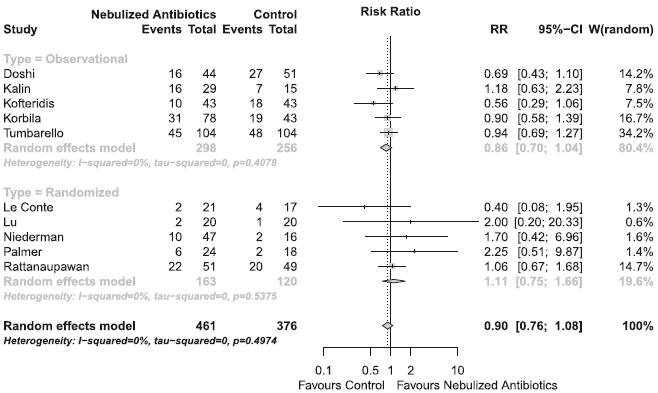 Nebulized Antibiotics Control Risk Ratio
Study Events Total Events Total RR 95%−CI W(random)
Type = Observational
Doshi 16 44 27 51 0.69 [0.43; 1.10] 14.2%
Kalin 16 29 7 15 1.18 [0.63; 2.23] 7.8%
Kofteridis 10 43 18 43 0.56 [0.29; 1.06] 7.5%
Korbila 31 78 19 43 0.90 [0.58; 1.39] 16.7%
Tumbarello 45 104 48 104 0.94 [0.69; 1.27] 34.2%
Random effects model 298 256 0.86 [0.70; 1.04] 80.4%
Heterogeneity: I−squared=0%, tau−squared=0, p=0.4078
Type = Randomized
Le Conte 2 21 4 17 0.40 [0.08; 1.95] 1.3%
Lu 2 20 1 20 2.00 [0.20; 20.33] 0.6%
Niederman 10 47 2 16 1.70 [0.42; 6.96] 1.6%
Palmer 6 24 2 18 2.25 [0.51; 9.87] 1.4%
Rattanaupawan 22 51 20 49 1.06 [0.67; 1.68] 14.7%
Random effects model 163 120 1.11 [0.75; 1.66] 19.6%
Heterogeneity: I−squared=0%, tau−squared=0, p=0.5375
Random effects model 461 376 0.90 [0.76; 1.08] 100%
Heterogeneity: I−squared=0%, tau−squared=0, p=0.4974
0.1 0.5 1 2 10
Favours Control Favours Nebulized Antibiotics